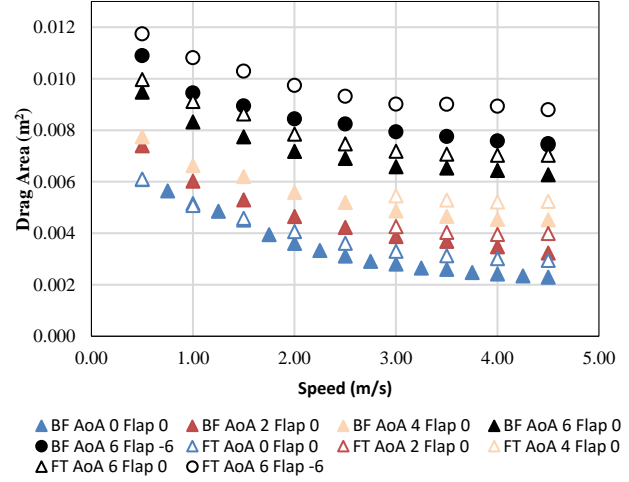 0.012
0.010
0.008
0.006
0.004
0.002
0.000
Drag Area (m²)
0.00 1.00 2.00 3.00 4.00 5.00
Speed (m/s)
BF AoA 0 Flap 0 BF AoA 2 Flap 0 BF AoA 4 Flap 0 BF AoA 6 Flap 0
BF AoA 6 Flap -6 FT AoA 0 Flap 0 FT AoA 2 Flap 0 FT AoA 4 Flap 0
FT AoA 6 Flap 0 FT AoA 6 Flap -6